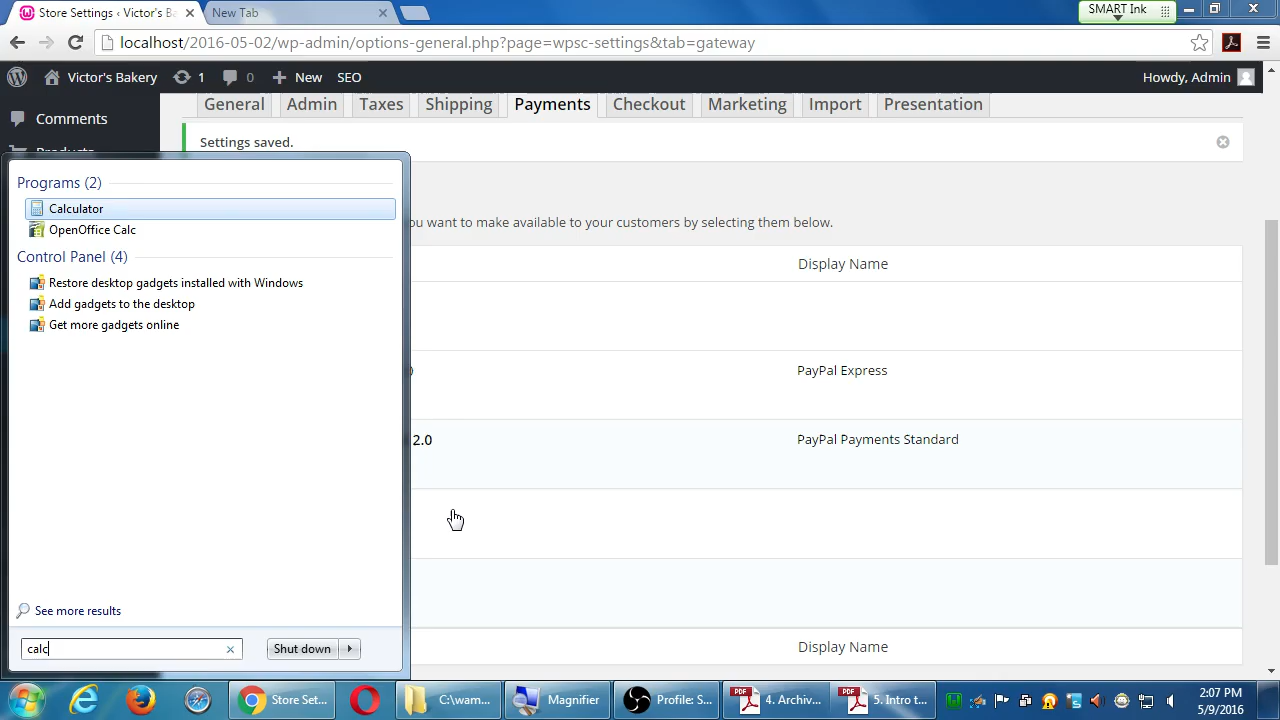 Store Settings ‹ Victor's Ba
New Tab
SMART Ink
localhost/2016-05-02/wp-admin/options-general.php?page=wpsc-settings&tab=gateway
Victor's Bakery
1
0
New
SEO
Howdy, Admin
General
Admin
Taxes
Shipping
Payments
Checkout
Marketing
Import
Presentation
Comments
Products
Settings saved.
Programs (2)
Calculator
OpenOffice Calc
Control Panel (4)
Restore desktop gadgets installed with Windows
Add gadgets to the desktop
Get more gadgets online
See more results
calc
Shut down
you want to make available to your customers by selecting them below.
Display Name
PayPal Express
2.0
PayPal Payments Standard
Display Name
Store Set...
C:\wam...
Magnifier
Profile: S...
PDF
4. Archiv...
PDF
5. Intro t...
2:07 PM
5/9/2016